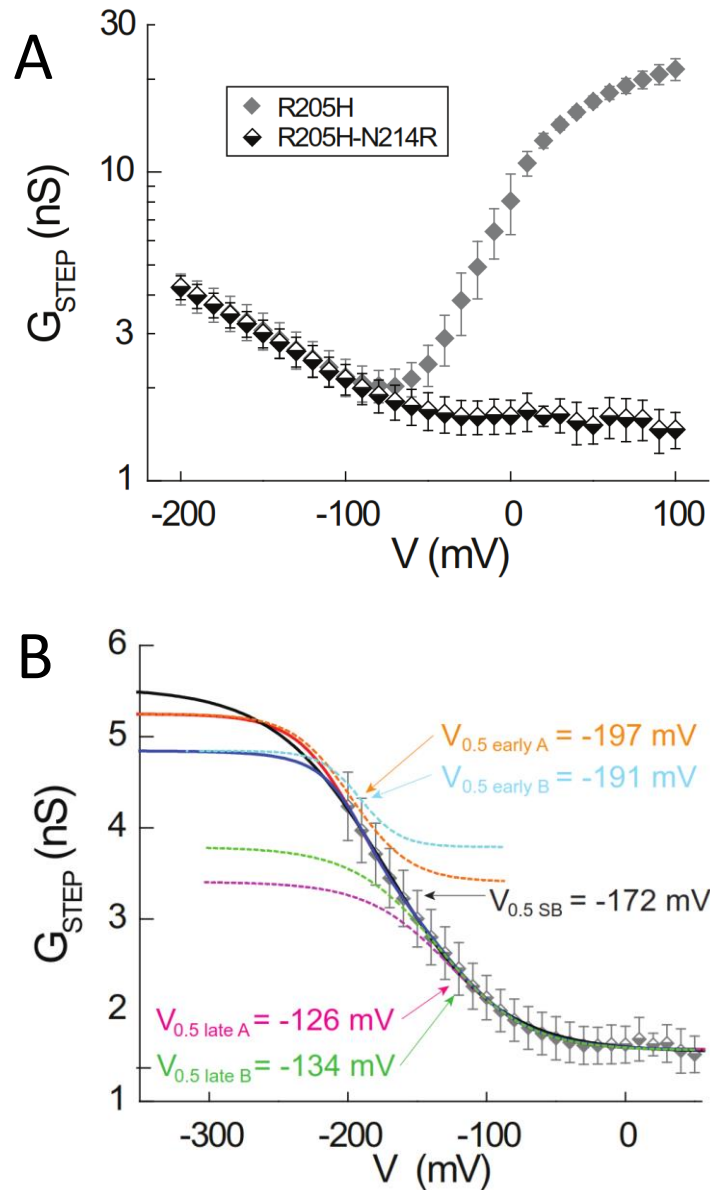 A
30
10
3
1
G_STEP (nS)
R205H
R205H-N214R
-200 -100 0 100
V (mV)
B
6
5
4
3
2
1
G_STEP (nS)
V_0.5 early A = -197 mV
V_0.5 early B = -191 mV
V_0.5 SB = -172 mV
V_0.5 late A = -126 mV
V_0.5 late B = -134 mV
-300 -200 -100 0
V (mV)